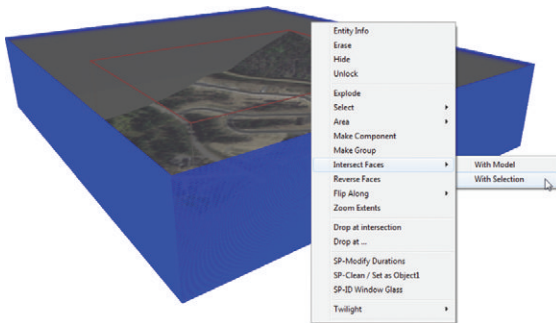 Entity Info
Erase
Hide
Unlock
Explode
Select
Area
Make Component
Make Group
Intersect Faces
With Model
With Selection
Reverse Faces
Flip Along
Zoom Extents
Drop at intersection
Drop at ...
SP-Modify Durations
SP-Clean / Set as Object1
SP-ID Window Glass
Twilight